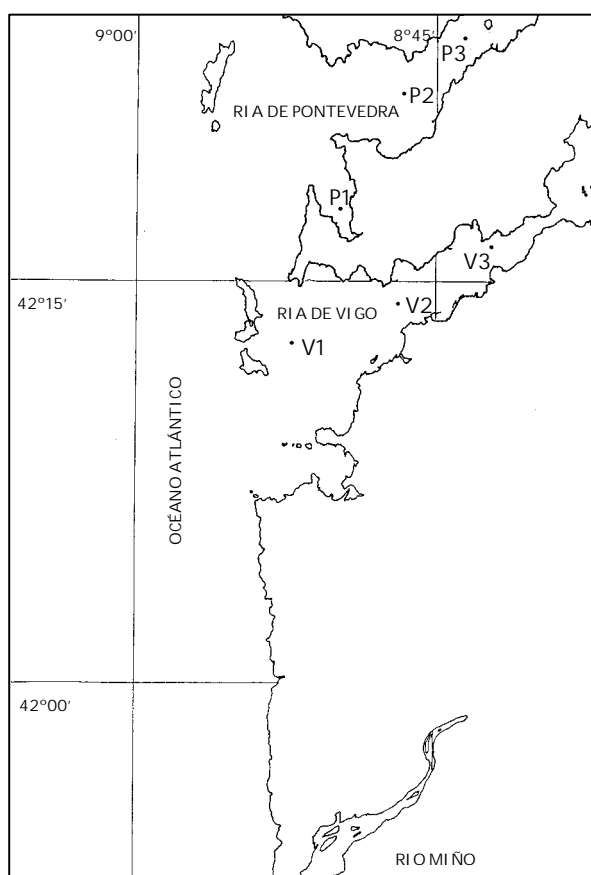 9°00′
8°45′
P3
P2
RIA DE PONTEVEDRA
P1
V3
42°15′
RIA DE VIGO
V2
V1
OCÉANO ATLÁNTICO
42°00′
RIO MIÑO